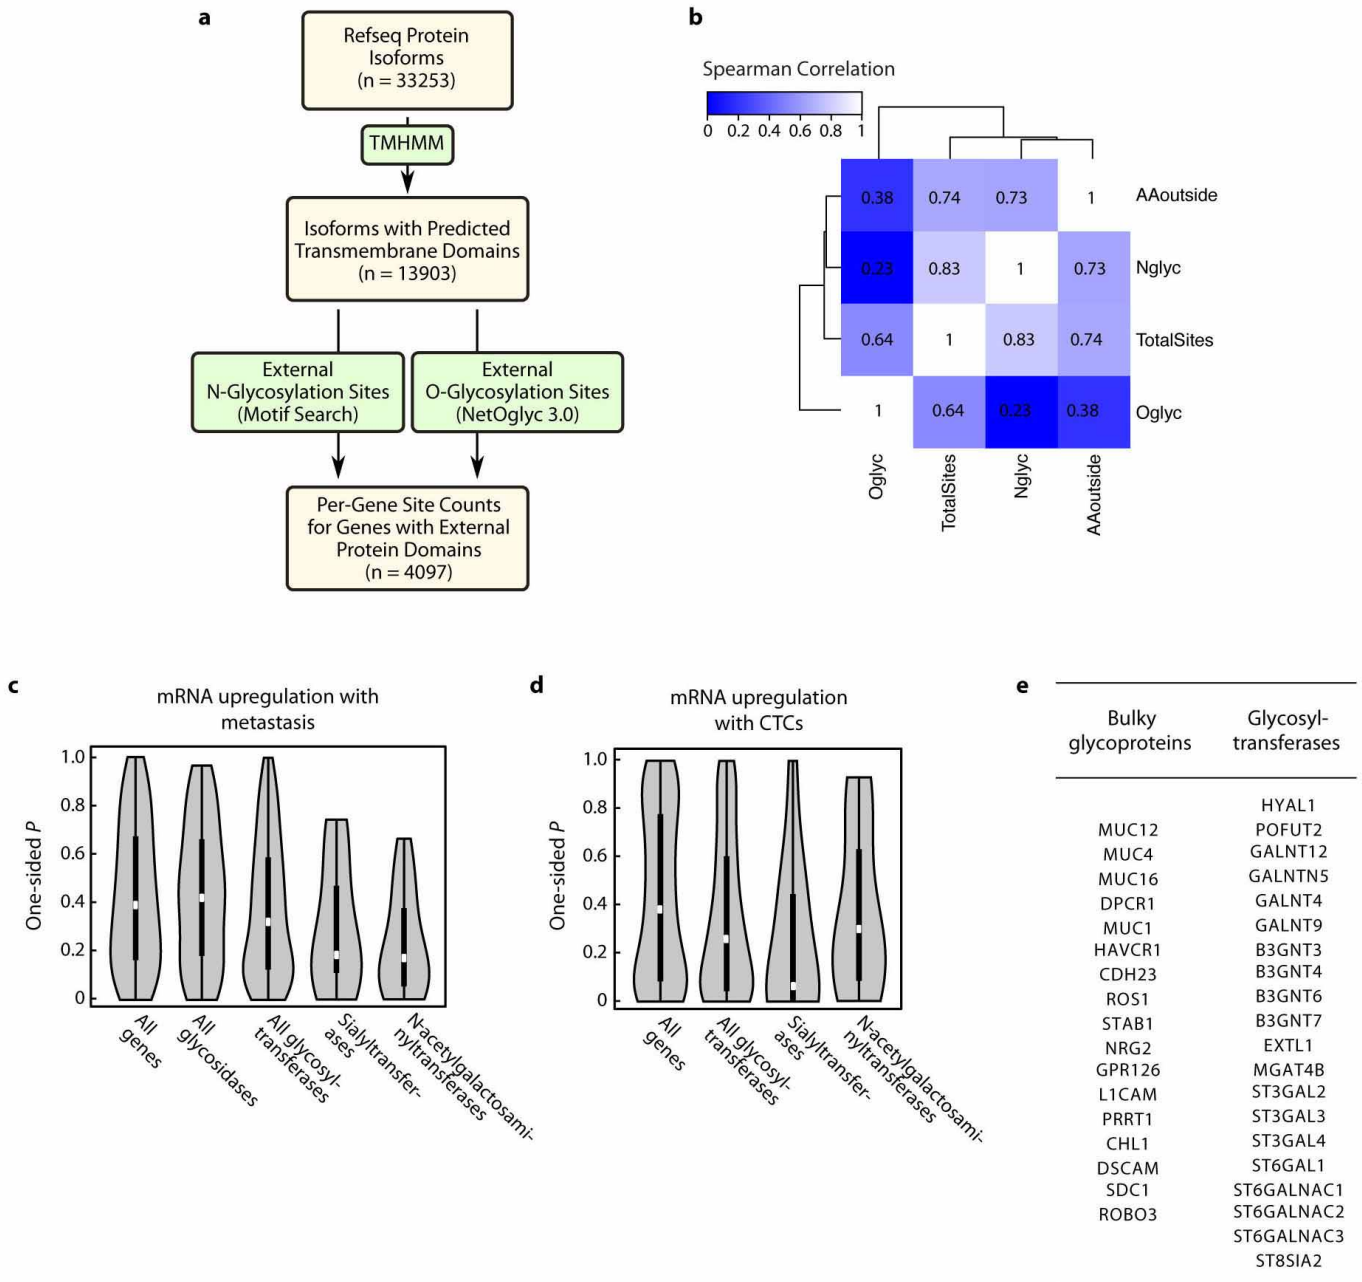 a
Refseq Protein
Isoforms
(n = 33253)
TMHMM
Isoforms with Predicted
Transmembrane Domains
(n = 13903)
External
N-Glycosylation Sites
(Motif Search)
External
O-Glycosylation Sites
(NetOglyc 3.0)
Per-Gene Site Counts
for Genes with External
Protein Domains
(n = 4097)
b
Spearman Correlation
0 0.2 0.4 0.6 0.8 1
0.38 0.74 0.73 1 AAoutside
0.23 0.83 1 0.73 Nglyc
0.64 1 0.83 0.74 TotalSites
1 0.64 0.23 0.38 Oglyc
Oglyc
TotalSites
Nglyc
AAoutside
c
mRNA upregulation with
metastasis
One-sided P
1.0
0.8
0.6
0.4
0.2
0
All
genes
All
glycosidases
All glycosyl-
transferases
Sialyltransfer-
ases
N-acetylgalactosami-
nyltransferases
d
mRNA upregulation
with CTCs
One-sided P
1.0
0.8
0.6
0.4
0.2
0
All
genes
All glycosyl-
transferases
Sialyltransfer-
ases
N-acetylgalactosami-
nyltransferases
e
Bulky
glycoproteins
MUC12
MUC4
MUC16
DPCR1
MUC1
HAVCR1
CDH23
ROS1
STAB1
NRG2
GPR126
L1CAM
PRRT1
CHL1
DSCAM
SDC1
ROBO3
Glycosyl-
transferases
HYAL1
POFUT2
GALNT12
GALNTN5
GALNT4
GALNT9
B3GNT3
B3GNT4
B3GNT6
B3GNT7
EXTL1
MGAT4B
ST3GAL2
ST3GAL3
ST3GAL4
ST6GAL1
ST6GALNAC1
ST6GALNAC2
ST6GALNAC3
ST8SIA2